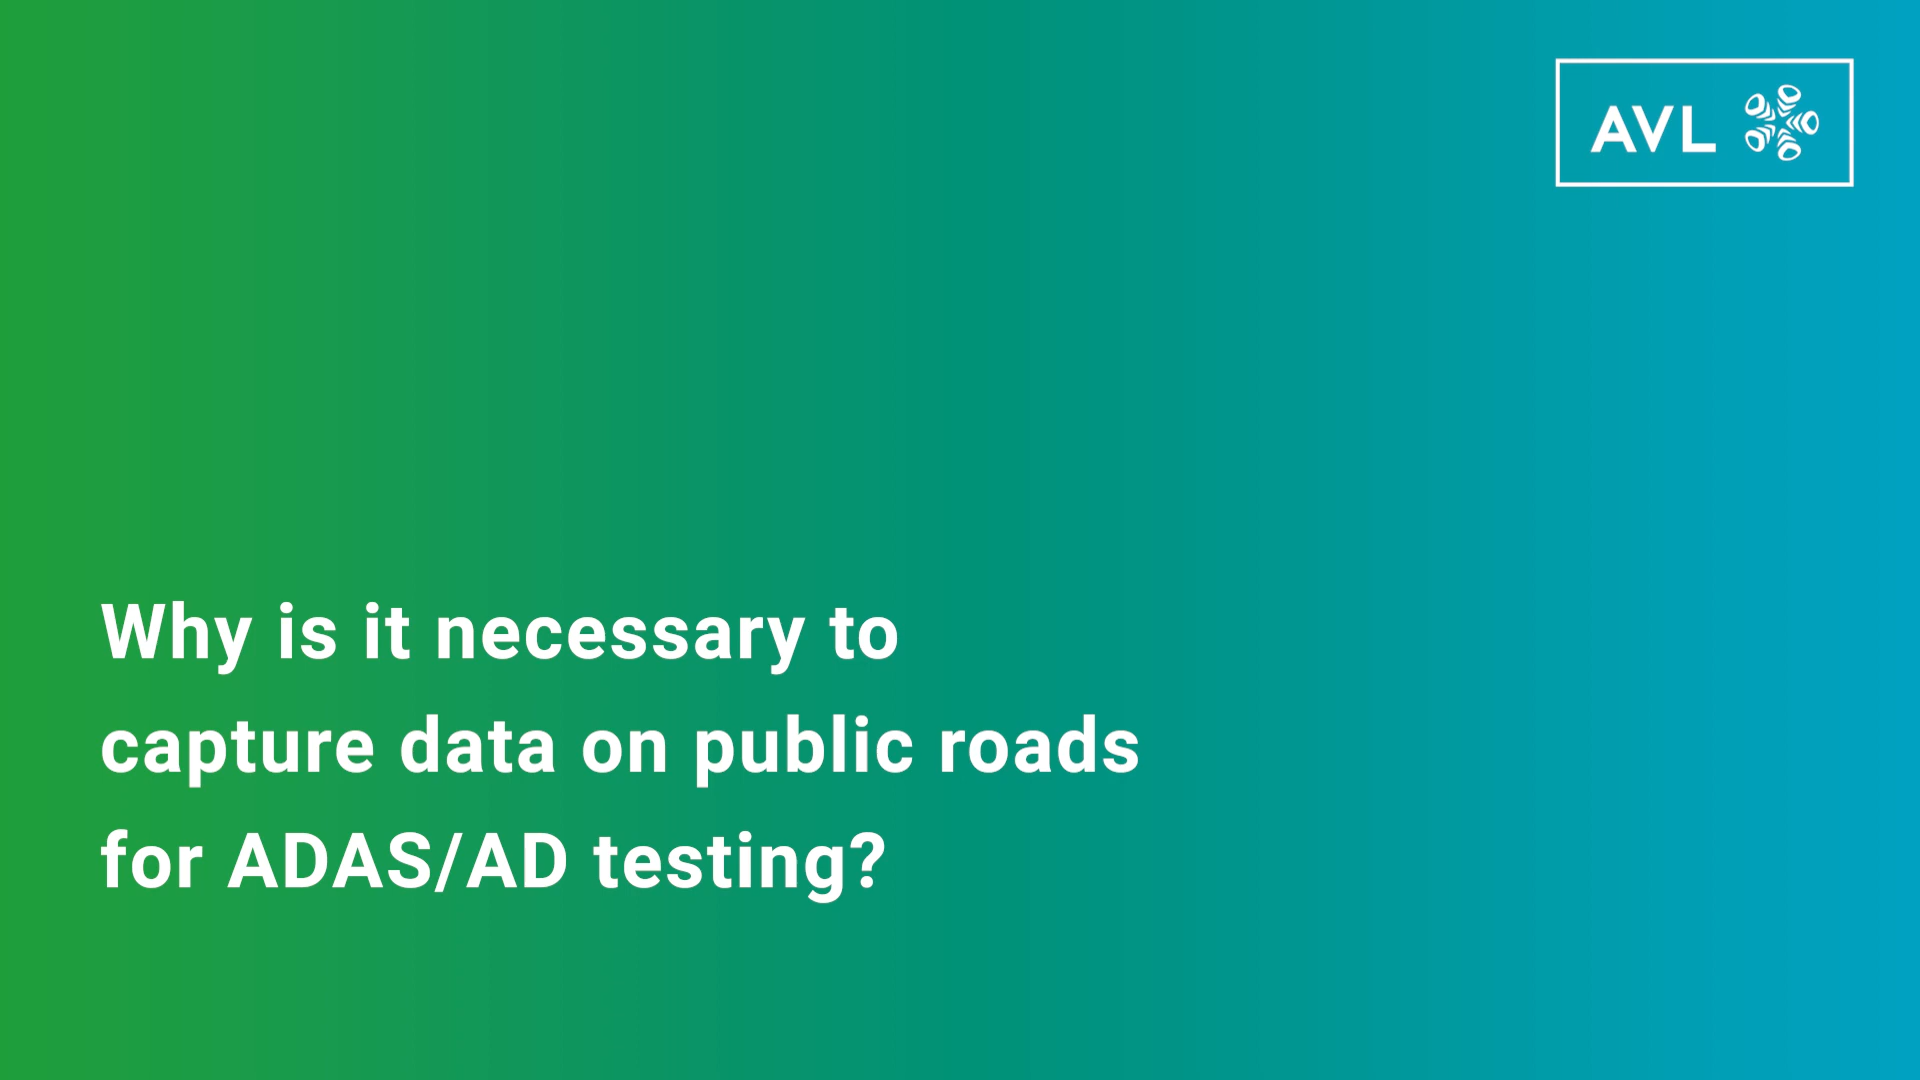 AVL
Why is it necessary to
capture data on public roads
for ADAS/AD testing?